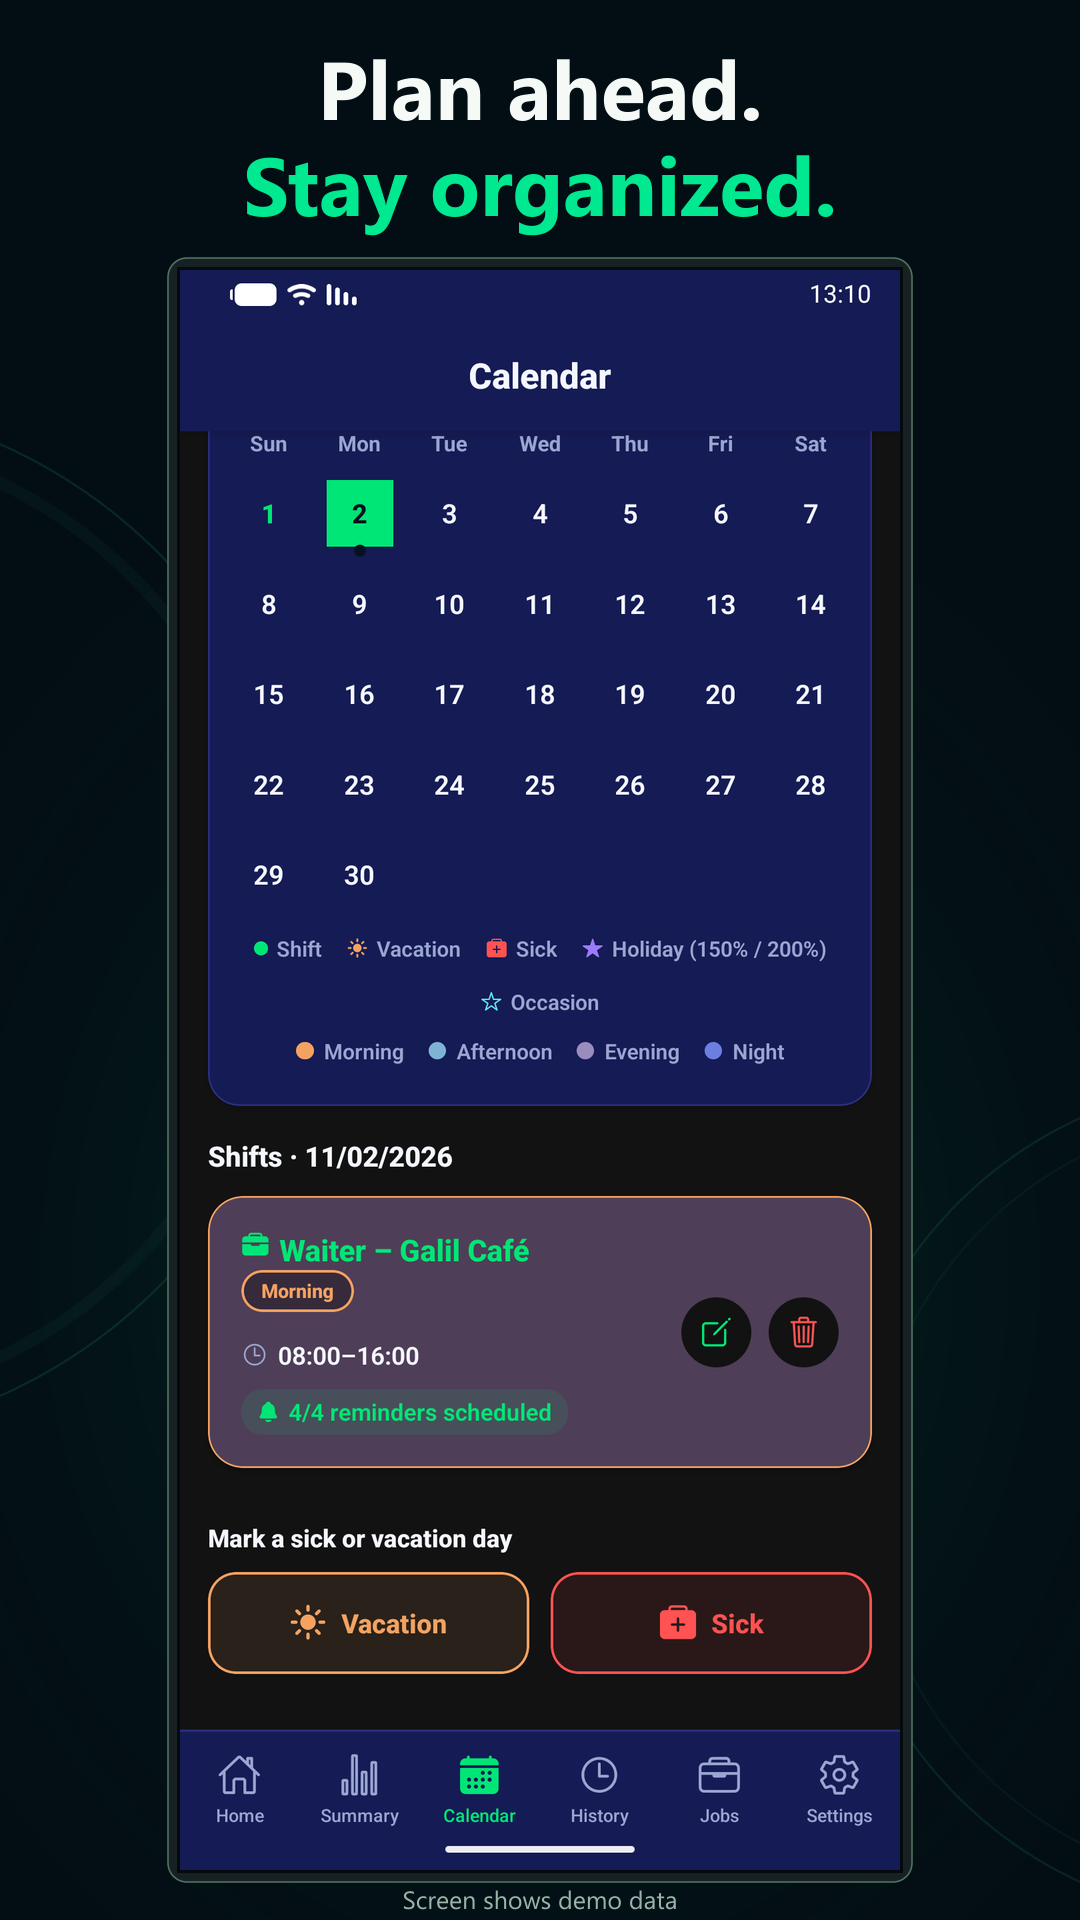 Plan ahead.
Stay organized.
13:10
Calendar
Sun Mon Tue Wed Thu Fri Sat
1 2 3 4 5 6 7
8 9 10 11 12 13 14
15 16 17 18 19 20 21
22 23 24 25 26 27 28
29 30
Shift Vacation Sick Holiday (150% / 200%)
Occasion
Morning Afternoon Evening Night
Shifts · 11/02/2026
Waiter – Galil Café
Morning
08:00–16:00
4/4 reminders scheduled
Mark a sick or vacation day
Vacation Sick
Home Summary Calendar History Jobs Settings
Screen shows demo data